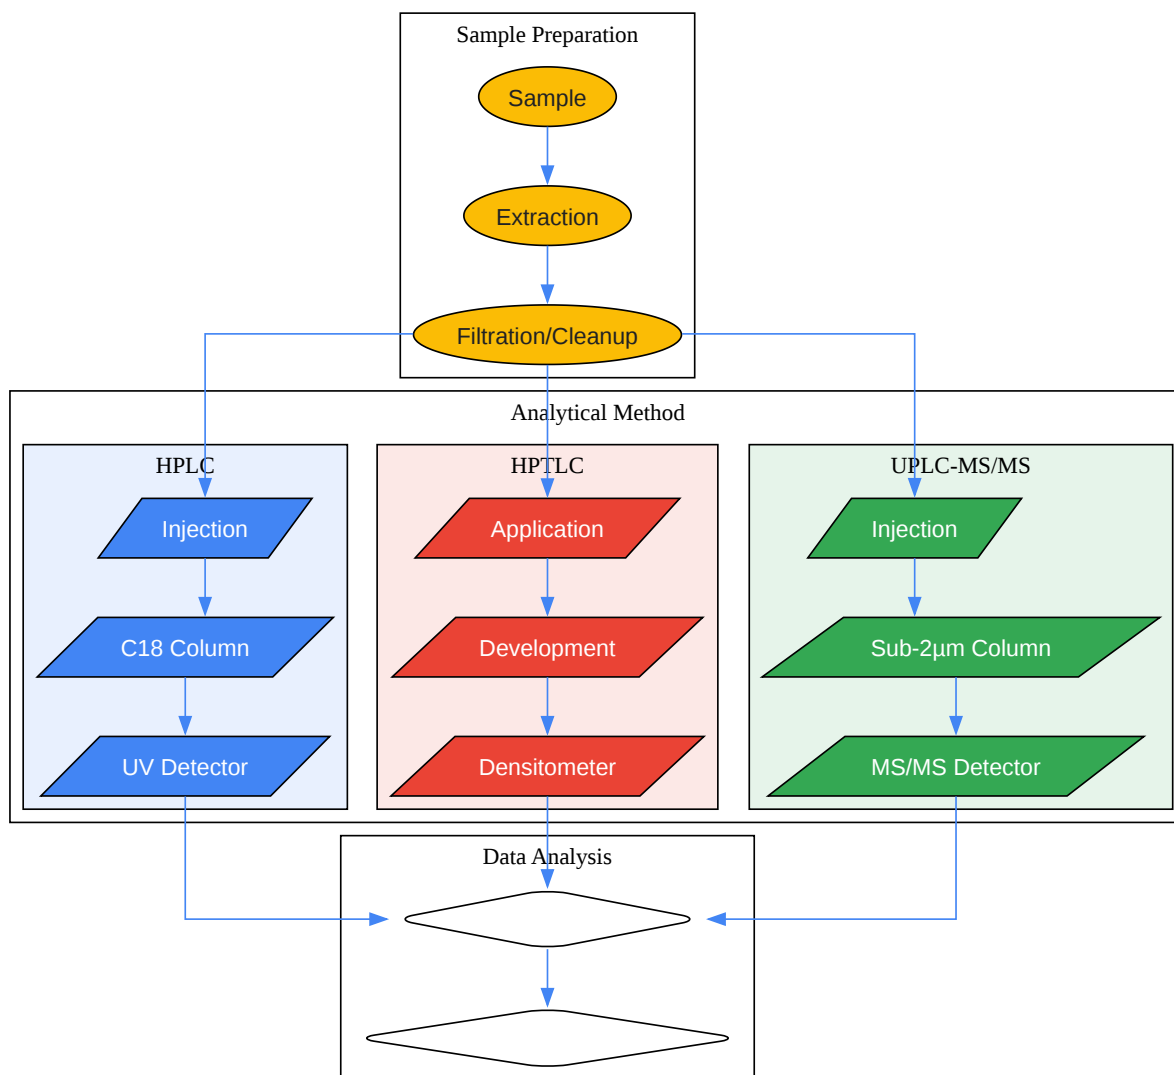 Sample Preparation
Sample
Extraction
Filtration/Cleanup
Analytical Method
HPLC
HPTLC
UPLC-MS/MS
Injection
Application
Injection
C18 Column
Development
Sub-2µm Column
UV Detector
Densitometer
MS/MS Detector
Data Analysis